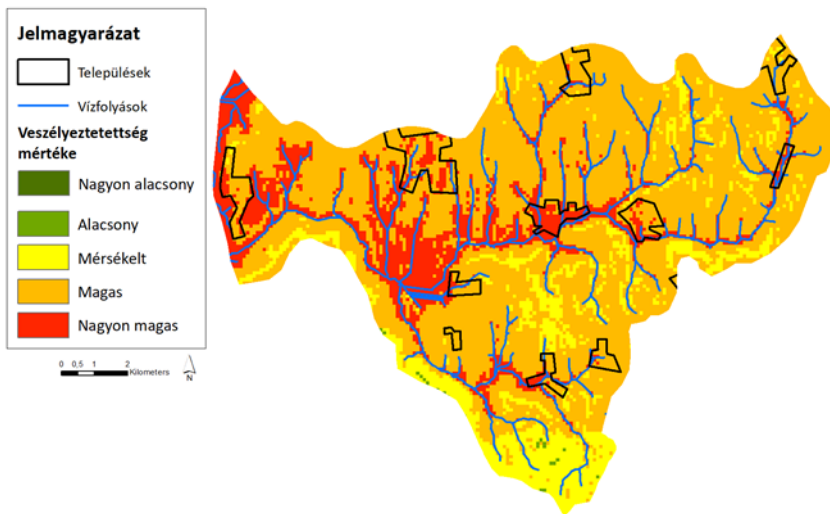 Jelmagyarázat
Települések
Vízfolyások
Veszélyeztetettség
mértéke
Nagyon alacsony
Alacsony
Mérsékelt
Magas
Nagyon magas
0 0,5 1 2
Kilometers
N